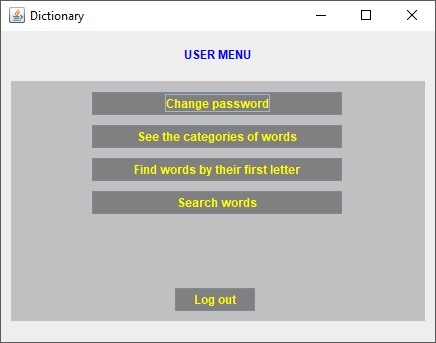 Dictionary
USER MENU
Change password
See the categories of words
Find words by their first letter
Search words
Log out